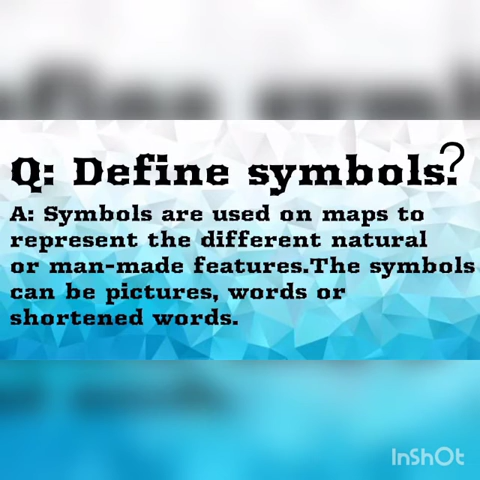 Q: Define symbols.?
A: Symbols are used on maps to
represent the different natural
or man-made features.The symbols
can be pictures, words or
shortened words.
InShOt